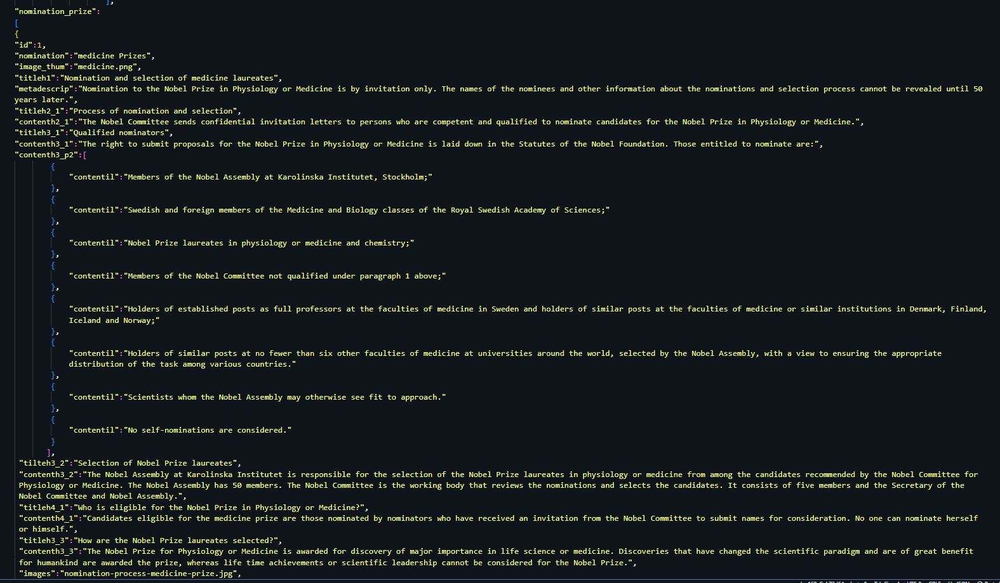 ],
"nomination_prize":
[
{
"id":1,
"nomination":"medicine Prizes",
"image_thum":"medicine.png",
"titleh1":"Nomination and selection of medicine laureates",
"metadescrip":"Nomination to the Nobel Prize in Physiology or Medicine is by invitation only. The names of the nominees and other information about the nominations and selection process cannot be revealed until 50
years later.",
"titleh2_1":"Process of nomination and selection",
"contenth2_1":"The Nobel Committee sends confidential invitation letters to persons who are competent and qualified to nominate candidates for the Nobel Prize in Physiology or Medicine.",
"titleh3_1":"Qualified nominators",
"contenth3_1":"The right to submit proposals for the Nobel Prize in Physiology or Medicine is laid down in the Statutes of the Nobel Foundation. Those entitled to nominate are:",
"contenth3_p2":[
{
"contentil":"Members of the Nobel Assembly at Karolinska Institutet, Stockholm;"
},
{
"contentil":"Swedish and foreign members of the Medicine and Biology classes of the Royal Swedish Academy of Sciences;"
},
{
"contentil":"Nobel Prize laureates in physiology or medicine and chemistry;"
},
{
"contentil":"Members of the Nobel Committee not qualified under paragraph 1 above;"
},
{
"contentil":"Holders of established posts as full professors at the faculties of medicine in Sweden and holders of similar posts at the faculties of medicine or similar institutions in Denmark, Finland,
Iceland and Norway;"
},
{
"contentil":"Holders of similar posts at no fewer than six other faculties of medicine at universities around the world, selected by the Nobel Assembly, with a view to ensuring the appropriate
distribution of the task among various countries."
},
{
"contentil":"Scientists whom the Nobel Assembly may otherwise see fit to approach."
},
{
"contentil":"No self-nominations are considered."
}
],
"tilteh3_2":"Selection of Nobel Prize laureates",
"contenth3_2":"The Nobel Assembly at Karolinska Institutet is responsible for the selection of the Nobel Prize laureates in physiology or medicine from among the candidates recommended by the Nobel Committee for
Physiology or Medicine. The Nobel Assembly has 50 members. The Nobel Committee is the working body that reviews the nominations and selects the candidates. It consists of five members and the Secretary of the
Nobel Committee and Nobel Assembly.",
"titleh4_1":"Who is eligible for the Nobel Prize in Physiology or Medicine?",
"contenth4_1":"Candidates eligible for the medicine prize are those nominated by nominators who have received an invitation from the Nobel Committee to submit names for consideration. No one can nominate herself
or himself.",
"titleh3_3":"How are the Nobel Prize laureates selected?",
"contenth3_3":"The Nobel Prize for Physiology or Medicine is awarded for discovery of major importance in life science or medicine. Discoveries that have changed the scientific paradigm and are of great benefit
for humankind are awarded the prize, whereas life time achievements or scientific leadership cannot be considered for the Nobel Prize.",
"images":"nomination-process-medicine-prize.jpg",